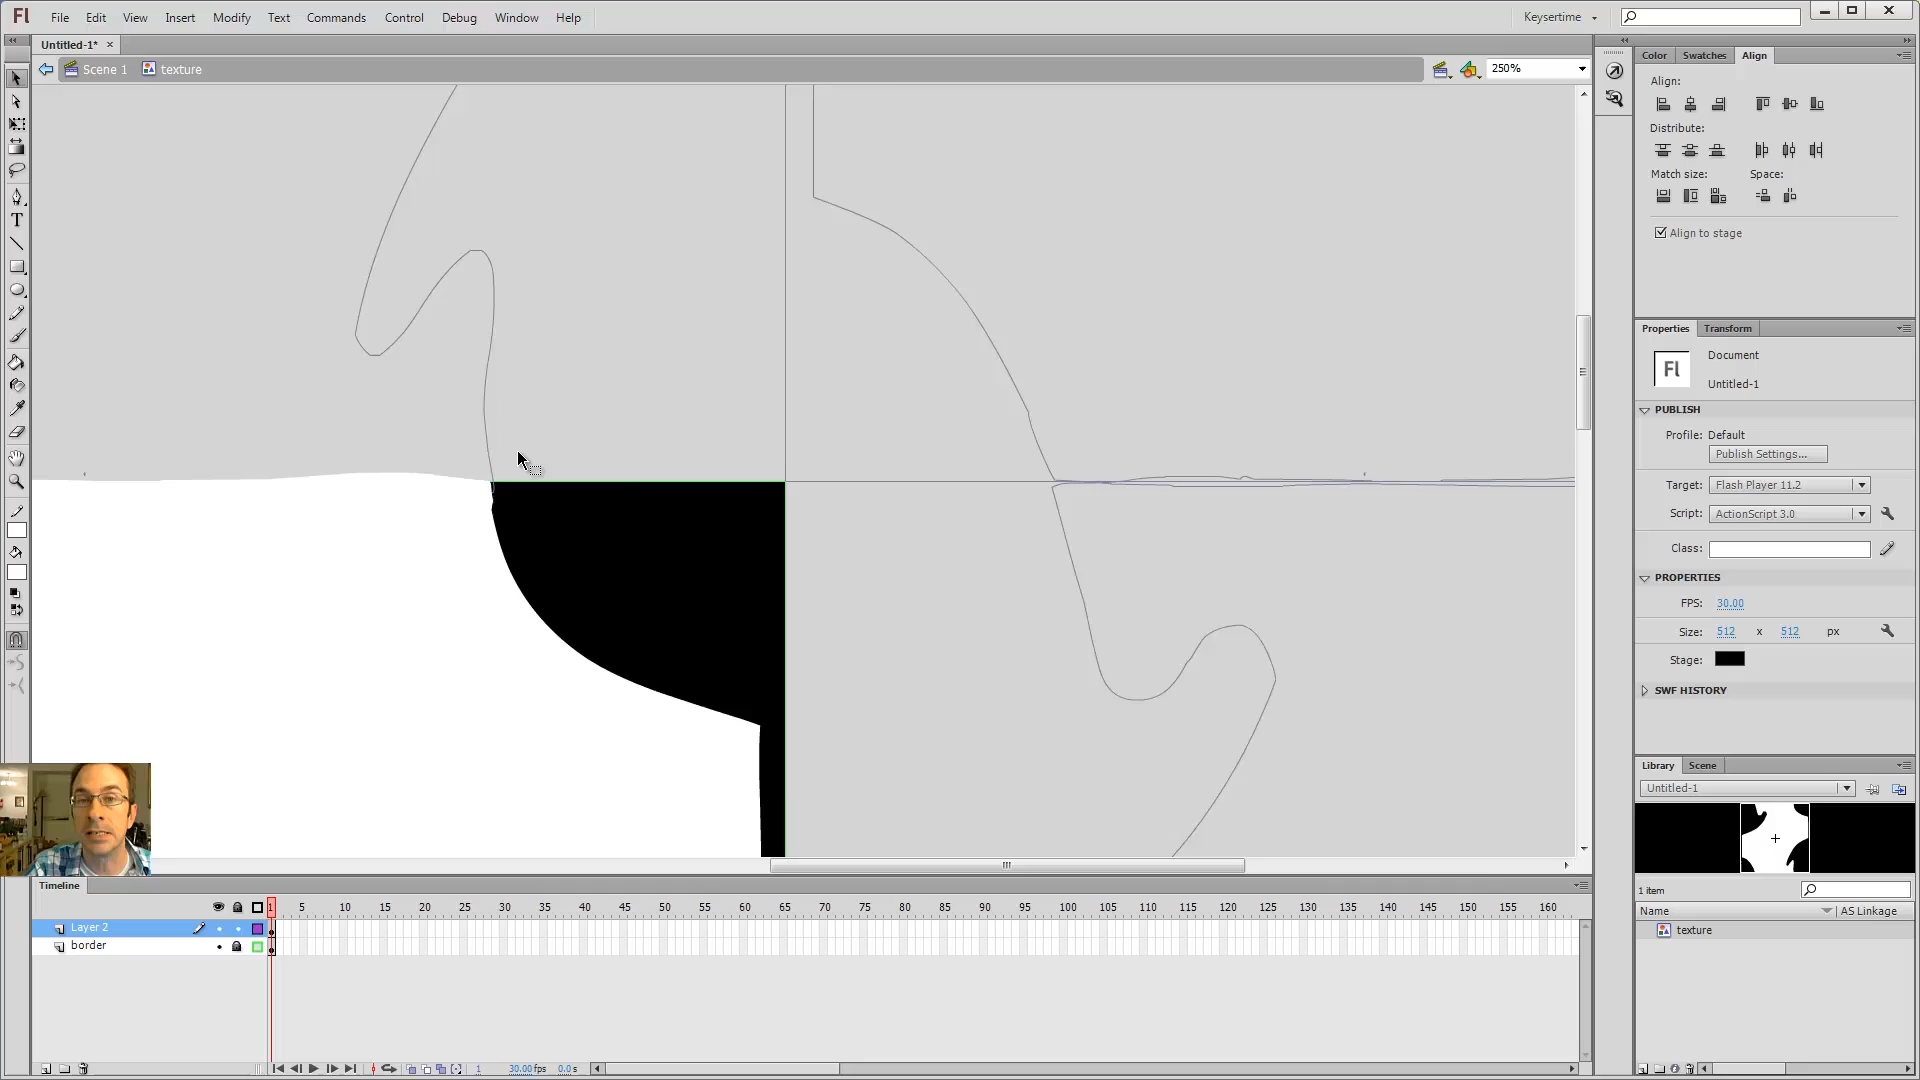 Fl File Edit View Insert Modify Text Commands Control Debug Window Help Keysertime
Untitled-1*
Scene 1 texture 250%
Color Swatches Align
Align:
Distribute:
Match size: Space:
Align to stage
Properties Transform
Fl Document
Untitled-1
PUBLISH
Profile: Default
Publish Settings...
Target: Flash Player 11.2
Script: ActionScript 3.0
Class:
PROPERTIES
FPS: 30.00
Size: 512 x 512 px
Stage:
SWF HISTORY
Library Scene
Untitled-1
1 item
Name AS Linkage
texture
Timeline
1 5 10 15 20 25 30 35 40 45 50 55 60 65 70 75 80 85 90 95 100 105 110 115 120 125 130 135 140 145 150 155 160
Layer 2
border
1 30.00 fps 0.0 s